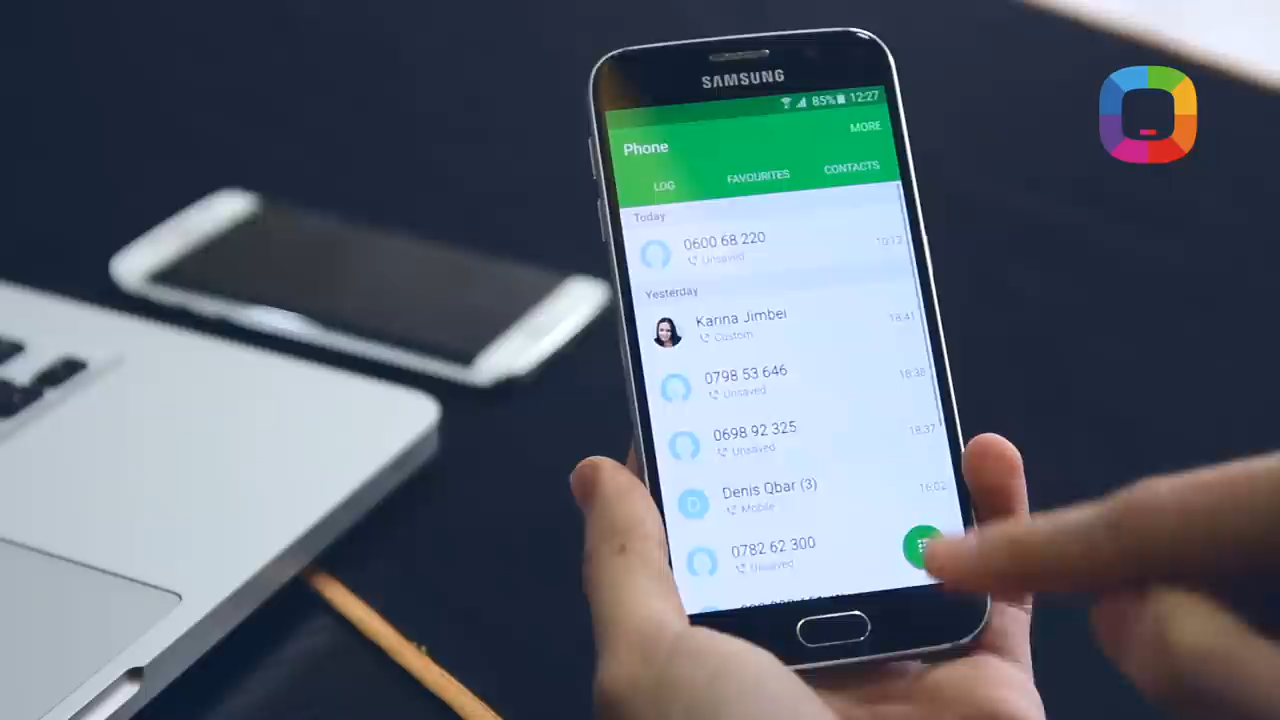 SAMSUNG
85% 12:27
MORE
Phone
LOG FAVOURITES CONTACTS
Today
0600 68 220
Unsaved 10:13
Yesterday
Karina Jimbei
Custom 18:41
0798 53 646
Unsaved 18:38
0698 92 325
Unsaved 18:37
Denis Qbar (3)
Mobile 16:02
0782 62 300
Unsaved
D